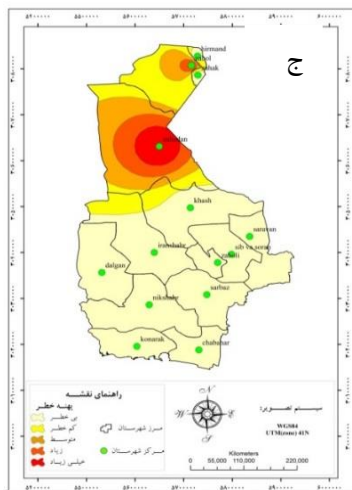 ج
hirmand
zabol
zahak
zahedan
khash
saravan
iranshahr
sib va soran
zaboli
dalgan
sarbaz
nikshahr
konarak
chabahar
راهنمای نقشه
پهنه خطر
بی خطر
کم خطر
متوسط
زیاد
خیلی زیاد
مرز شهرستان
مرکز شهرستان
N
W E
S
سیستم تصویر:
WGS84
UTM(zone) 41N
Kilometers
0 55,000 110,000 220,000